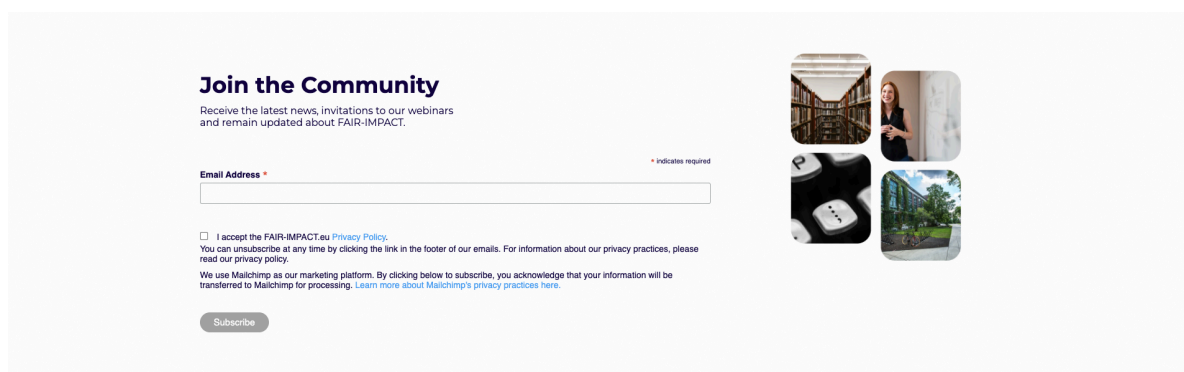 Join the Community
Receive the latest news, invitations to our webinars
and remain updated about FAIR-IMPACT.
* indicates required
Email Address *
I accept the FAIR-IMPACT.eu Privacy Policy.
You can unsubscribe at any time by clicking the link in the footer of our emails. For information about our privacy practices, please
read our privacy policy.
We use Mailchimp as our marketing platform. By clicking below to subscribe, you acknowledge that your information will be
transferred to Mailchimp for processing. Learn more about Mailchimp's privacy practices here.
Subscribe
P
;